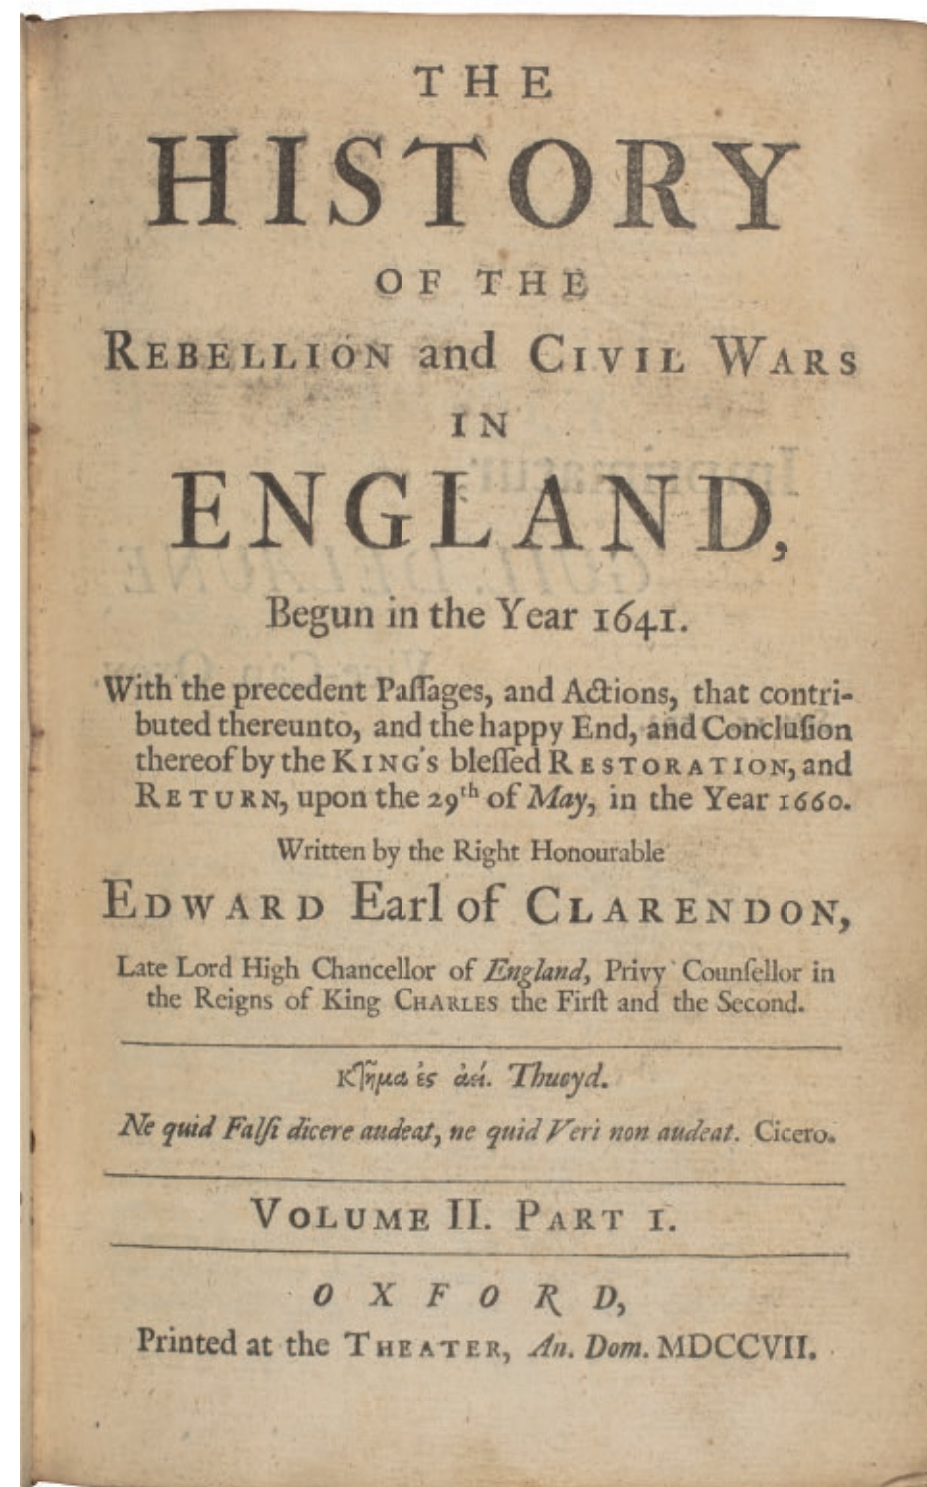 THE
HISTORY
OF THE
REBELLION and CIVIL WARS
IN
ENGLAND,
Begun in the Year 1641.
With the precedent Paſſages, and Actions, that contri-
buted thereunto, and the happy End, and Concluſion
thereof by the KING's bleſſed RESTORATION, and
RETURN, upon the 29th of May, in the Year 1660.
Written by the Right Honourable
EDWARD Earl of CLARENDON,
Late Lord High Chancellor of England, Privy Counſellor in
the Reigns of King CHARLES the Firſt and the Second.
Κτῆμα ἐς ἀεί. Thucyd.
Ne quid Falſi dicere audeat, ne quid Veri non audeat. Cicero.
VOLUME II. PART 1.
OXFORD,
Printed at the THEATER, An. Dom. MDCCVII.